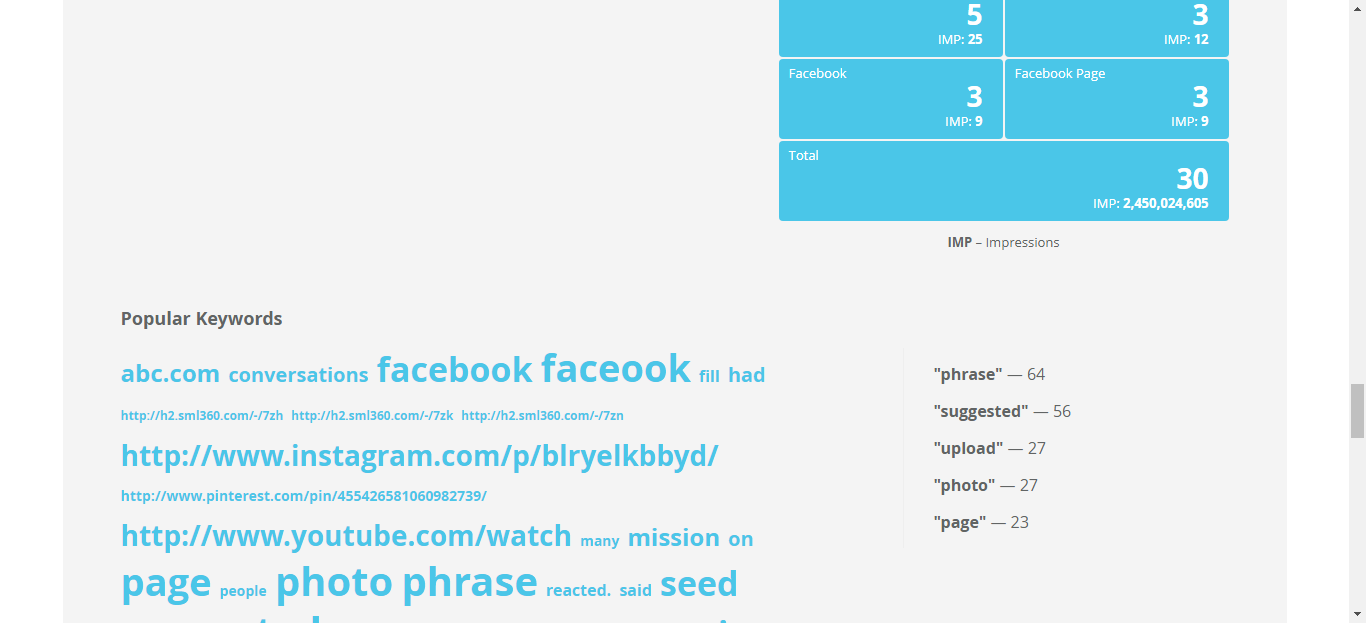 5
IMP: 25
3
IMP: 12
Facebook
3
IMP: 9
Facebook Page
3
IMP: 9
Total
30
IMP: 2,450,024,605
IMP – Impressions
Popular Keywords
abc.com conversations facebook faceook fill had
http://h2.sml360.com/-/7zh http://h2.sml360.com/-/7zk http://h2.sml360.com/-/7zn
http://www.instagram.com/p/blryelkbbyd/
http://www.pinterest.com/pin/455426581060982739/
http://www.youtube.com/watch many mission on
page people photo phrase reacted. said seed
"phrase" — 64
"suggested" — 56
"upload" — 27
"photo" — 27
"page" — 23